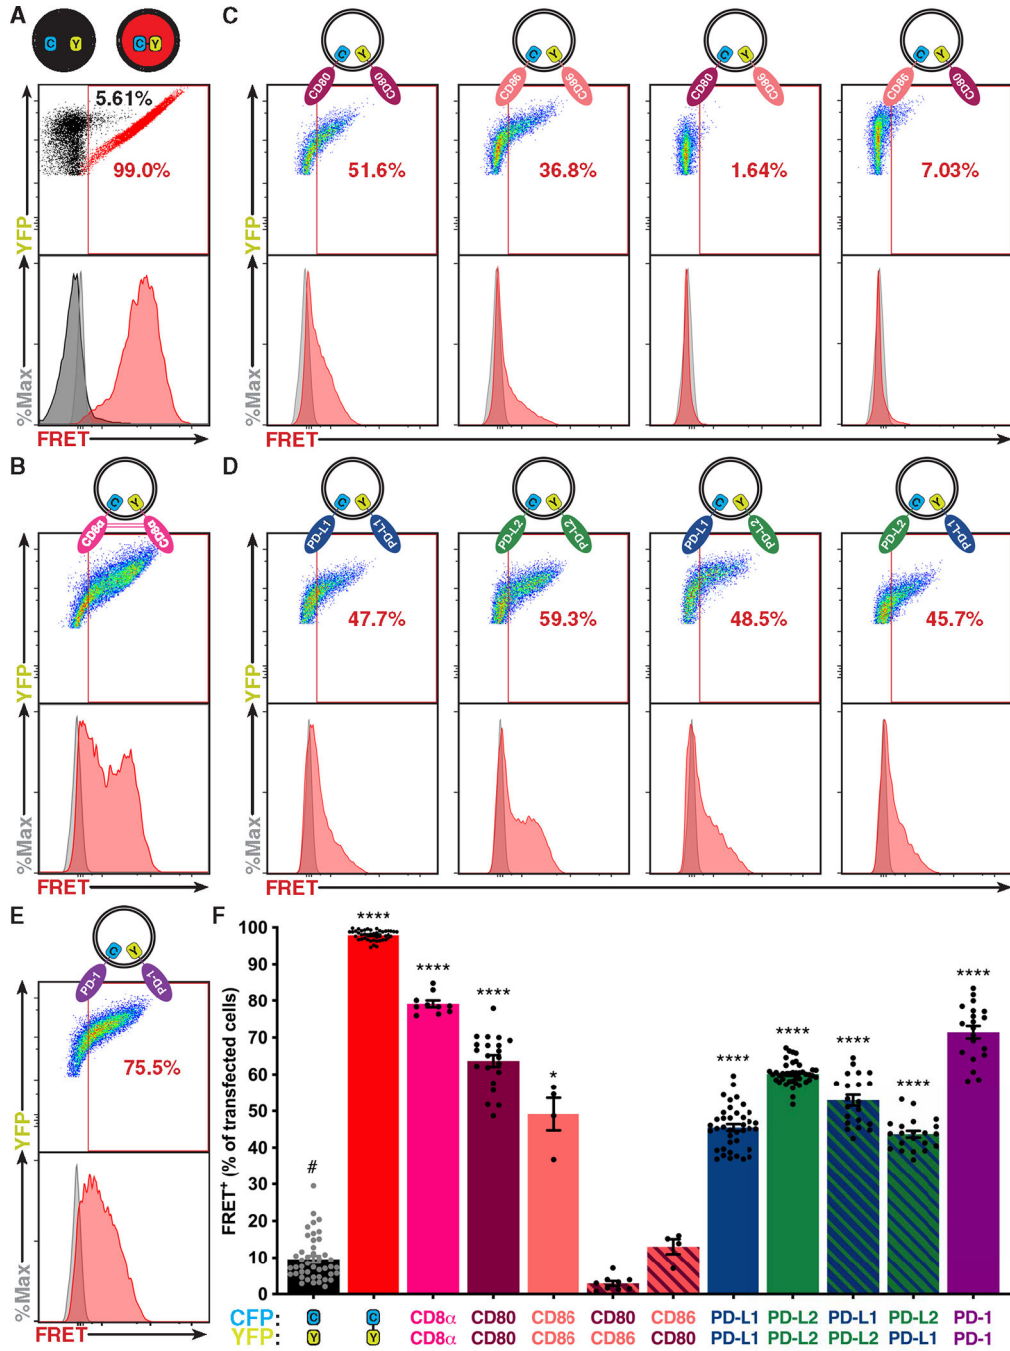 A
C Y
C Y
5.61%
99.0%
YFP
%Max
FRET
C
C Y
CD80 CD80
51.6%
C Y
CD86 CD86
36.8%
C Y
CD80 CD86
1.64%
C Y
CD86 CD80
7.03%
YFP
%Max
FRET
B
C Y
CD8α CD8α
YFP
%Max
FRET
D
C Y
PD-L1 PD-L1
47.7%
C Y
PD-L2 PD-L2
59.3%
C Y
PD-L1 PD-L2
48.5%
C Y
PD-L2 PD-L1
45.7%
YFP
%Max
FRET
E
C Y
PD-1 PD-1
75.5%
YFP
%Max
FRET
F
FRET⁺ (% of transfected cells)
100
90
80
70
60
50
40
30
20
10
0
# **** **** **** * **** **** **** **** ****
CFP: C C CD8α CD80 CD86 CD80 CD86 PD-L1 PD-L2 PD-L1 PD-L2 PD-1
YFP: Y Y CD8α CD80 CD86 CD86 CD80 PD-L1 PD-L2 PD-L2 PD-L1 PD-1